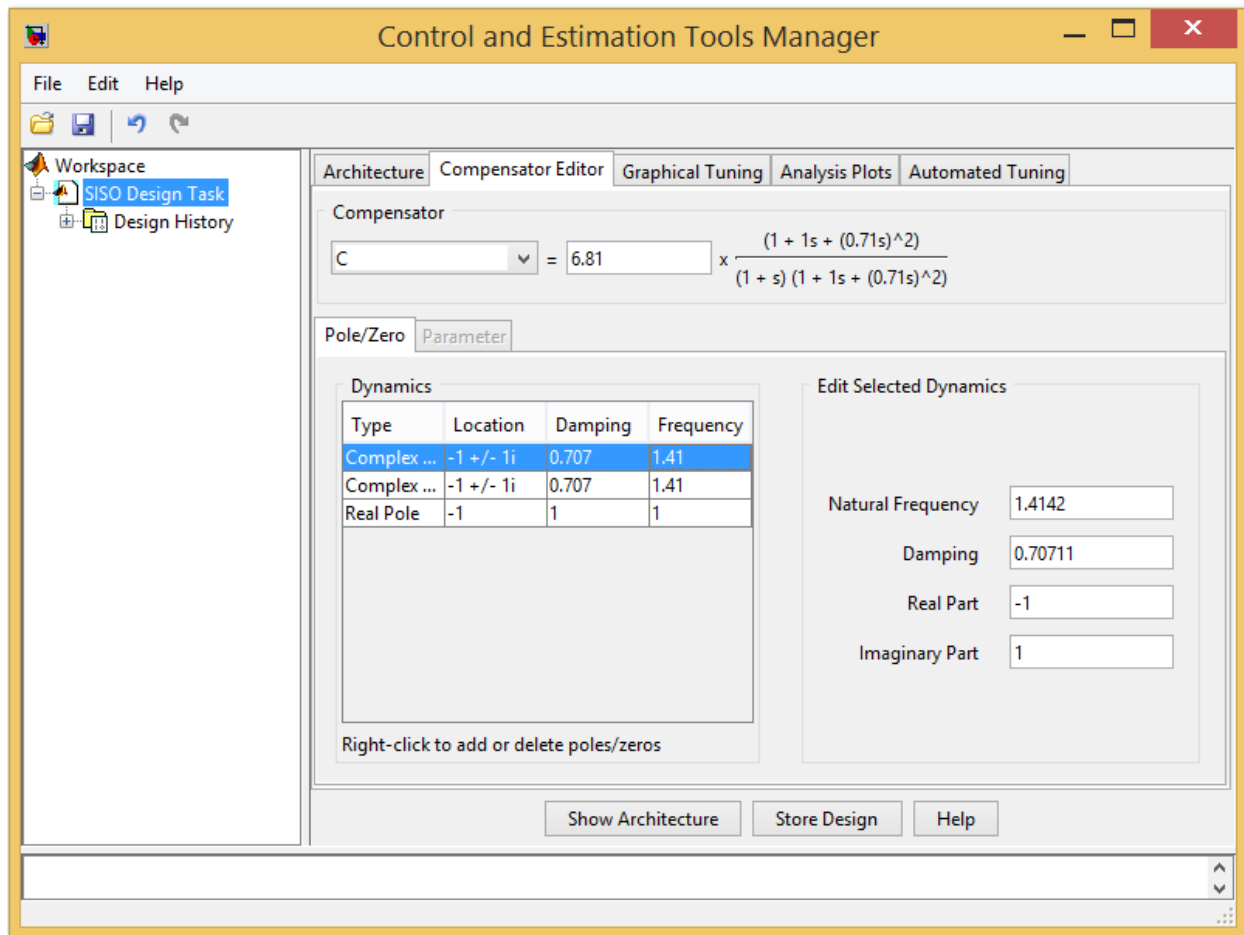 Control and Estimation Tools Manager
File Edit Help
Workspace
SISO Design Task
Design History
Architecture Compensator Editor Graphical Tuning Analysis Plots Automated Tuning
Compensator
C = 6.81 x (1 + 1s + (0.71s)^2)
(1 + s) (1 + 1s + (0.71s)^2)
Pole/Zero Parameter
Dynamics
Type Location Damping Frequency
Complex ... -1 +/- 1i 0.707 1.41
Complex ... -1 +/- 1i 0.707 1.41
Real Pole -1 1 1
Right-click to add or delete poles/zeros
Edit Selected Dynamics
Natural Frequency 1.4142
Damping 0.70711
Real Part -1
Imaginary Part 1
Show Architecture Store Design Help